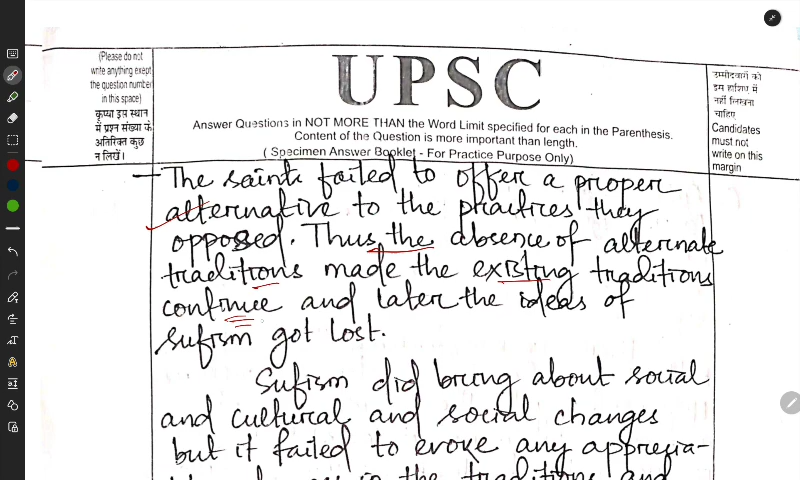 (Please do not
write anything exept
the question number
in this space)
कृपया इस स्थान
में प्रश्न संख्या के
अतिरिक्त कुछ
न लिखें।
UPSC
Answer Questions in NOT MORE THAN the Word Limit specified for each in the Parenthesis.
Content of the Question is more important than length.
( Specimen Answer Booklet - For Practice Purpose Only)
उम्मीदवारों को
इस हाशिए में
नहीं लिखना
चाहिए
Candidates
must not
write on this
margin
– The saints failed to offer a proper
alternative to the practices they
opposed. Thus the absence of alternate
traditions made the existing traditions
continue and later the ideas of
sufism got lost.
Sufism did bring about social
and cultural and social changes
but it failed to evoke any apprecia-
in the traditions and